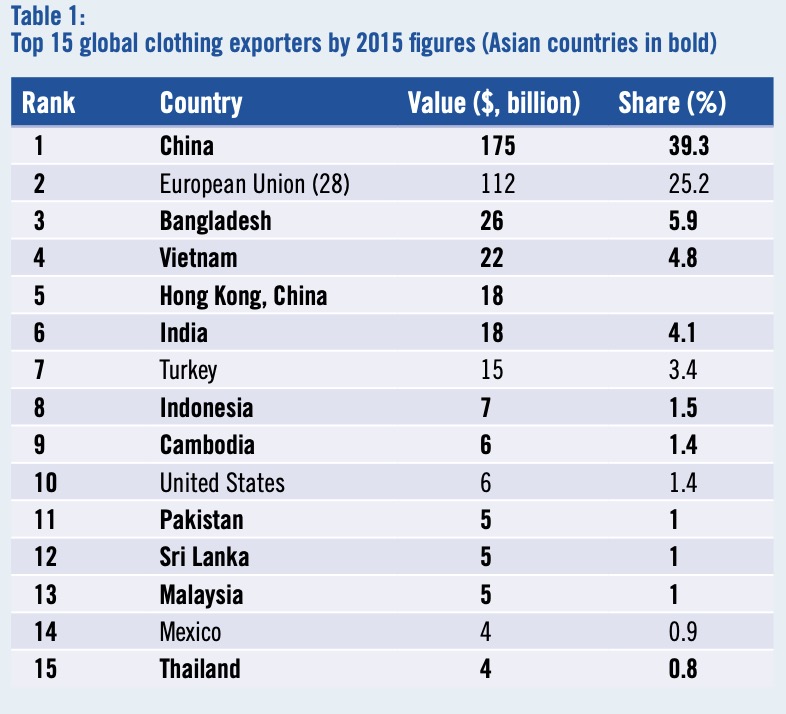 Table 1:
Top 15 global clothing exporters by 2015 figures (Asian countries in bold)
Rank Country Value ($, billion) Share (%)
1 China 175 39.3
2 European Union (28) 112 25.2
3 Bangladesh 26 5.9
4 Vietnam 22 4.8
5 Hong Kong, China 18
6 India 18 4.1
7 Turkey 15 3.4
8 Indonesia 7 1.5
9 Cambodia 6 1.4
10 United States 6 1.4
11 Pakistan 5 1
12 Sri Lanka 5 1
13 Malaysia 5 1
14 Mexico 4 0.9
15 Thailand 4 0.8